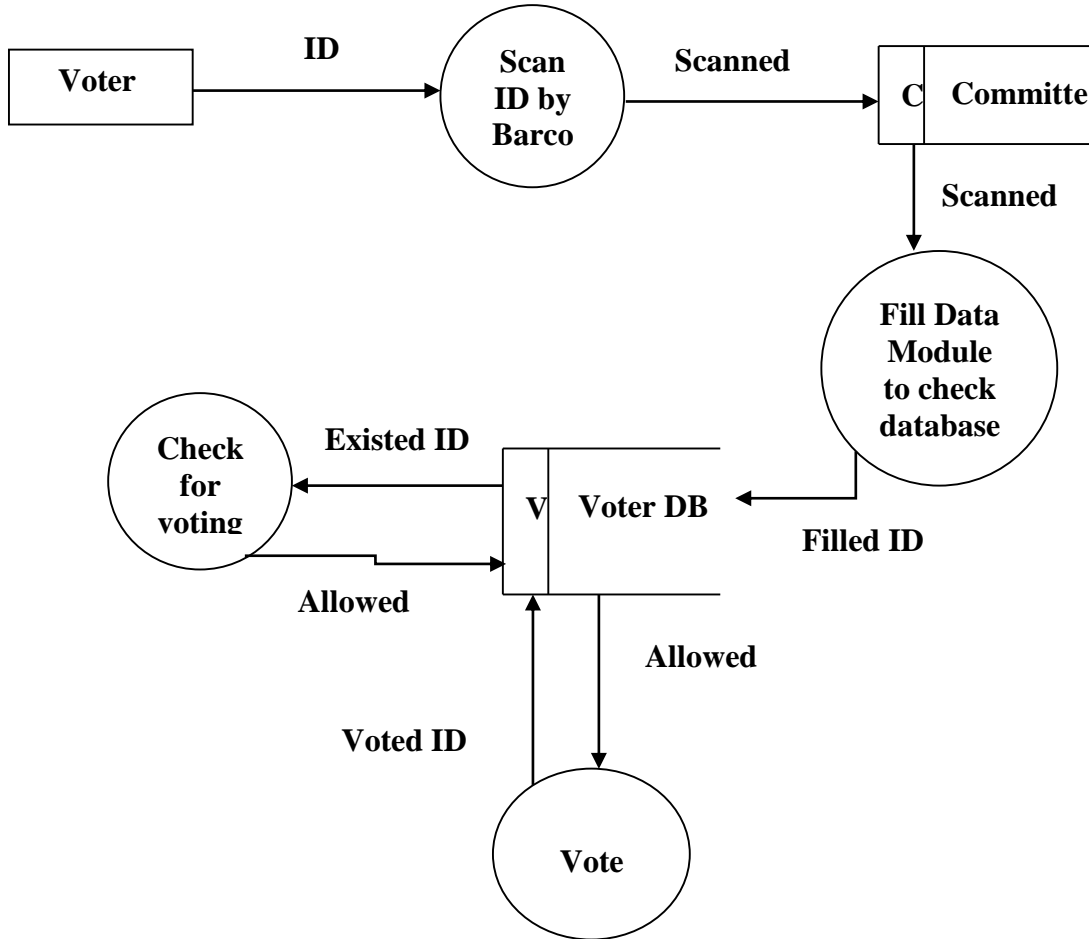 Voter
ID
Scan
ID by
Barco
Scanned
C
Committe
Scanned
Fill Data
Module
to check
database
Filled ID
V
Voter DB
Existed ID
Check
for
voting
Allowed
Allowed
Voted ID
Vote